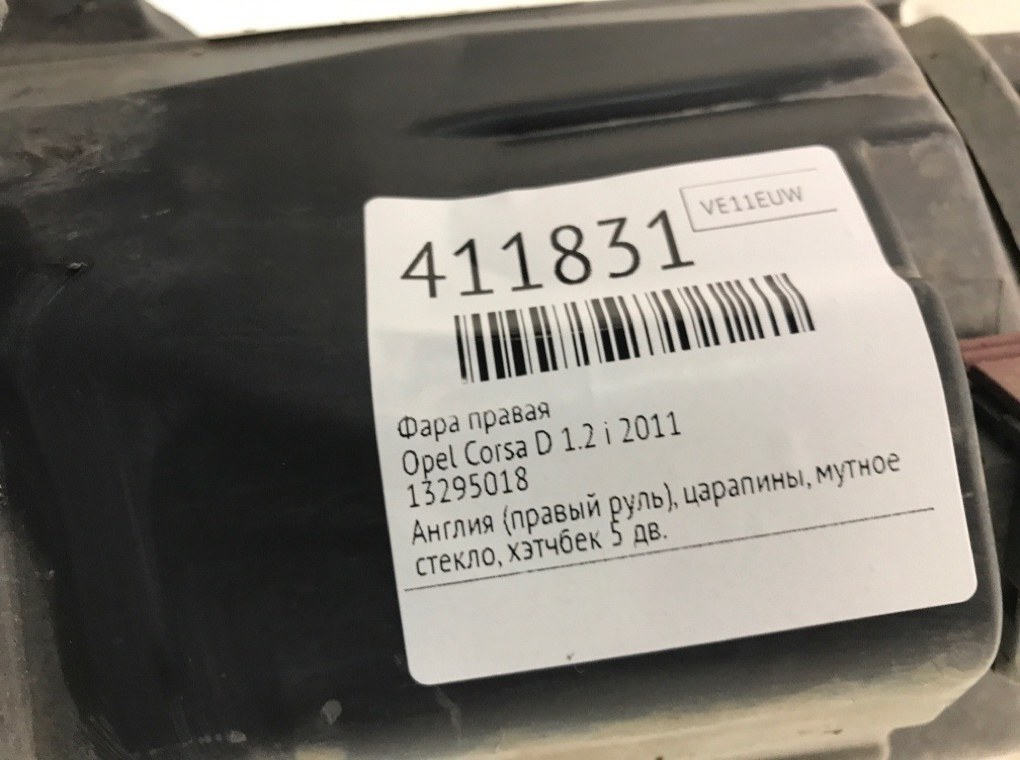 VE11EUW
411831
Фара правая
Opel Corsa D 1.2 i 2011
13295018
Англия (правый руль), царапины, мутное
стекло, хэтчбек 5 дв.